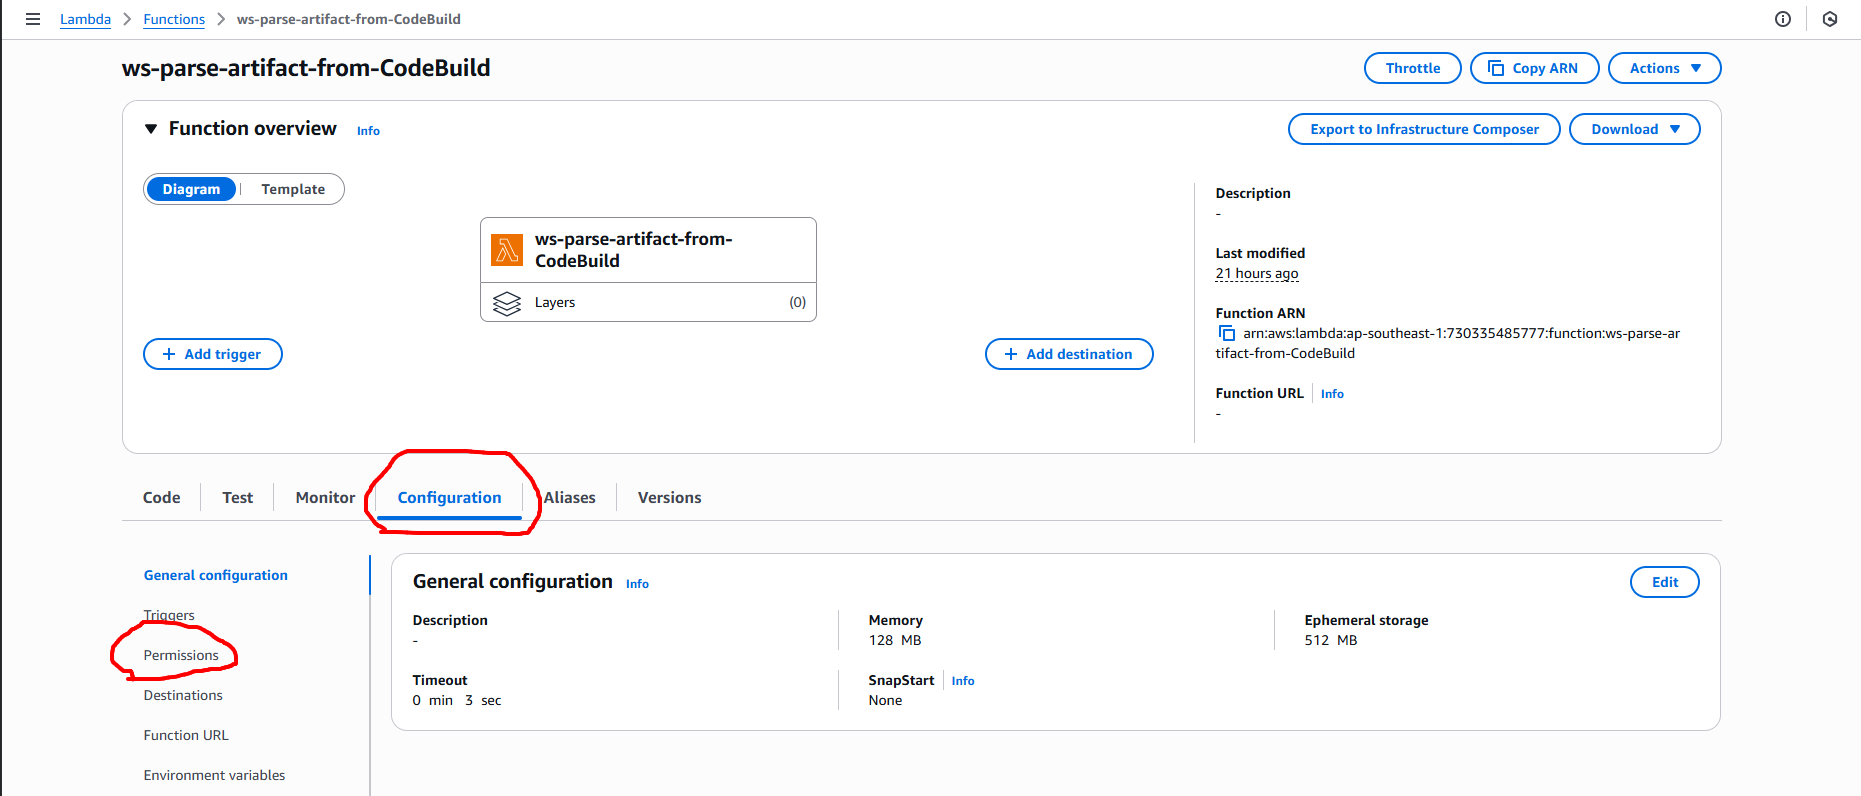 Lambda > Functions > ws-parse-artifact-from-CodeBuild
ws-parse-artifact-from-CodeBuild
Throttle
Copy ARN
Actions
Function overview Info
Export to Infrastructure Composer
Download
Diagram | Template
ws-parse-artifact-from-
CodeBuild
Layers (0)
+ Add trigger
+ Add destination
Description
-
Last modified
21 hours ago
Function ARN
arn:aws:lambda:ap-southeast-1:730335485777:function:ws-parse-ar
tifact-from-CodeBuild
Function URL Info
-
Code
Test
Monitor
Configuration
Aliases
Versions
General configuration
Triggers
Permissions
Destinations
Function URL
Environment variables
General configuration Info
Edit
Description
-
Memory
128 MB
Ephemeral storage
512 MB
Timeout
0 min 3 sec
SnapStart Info
None